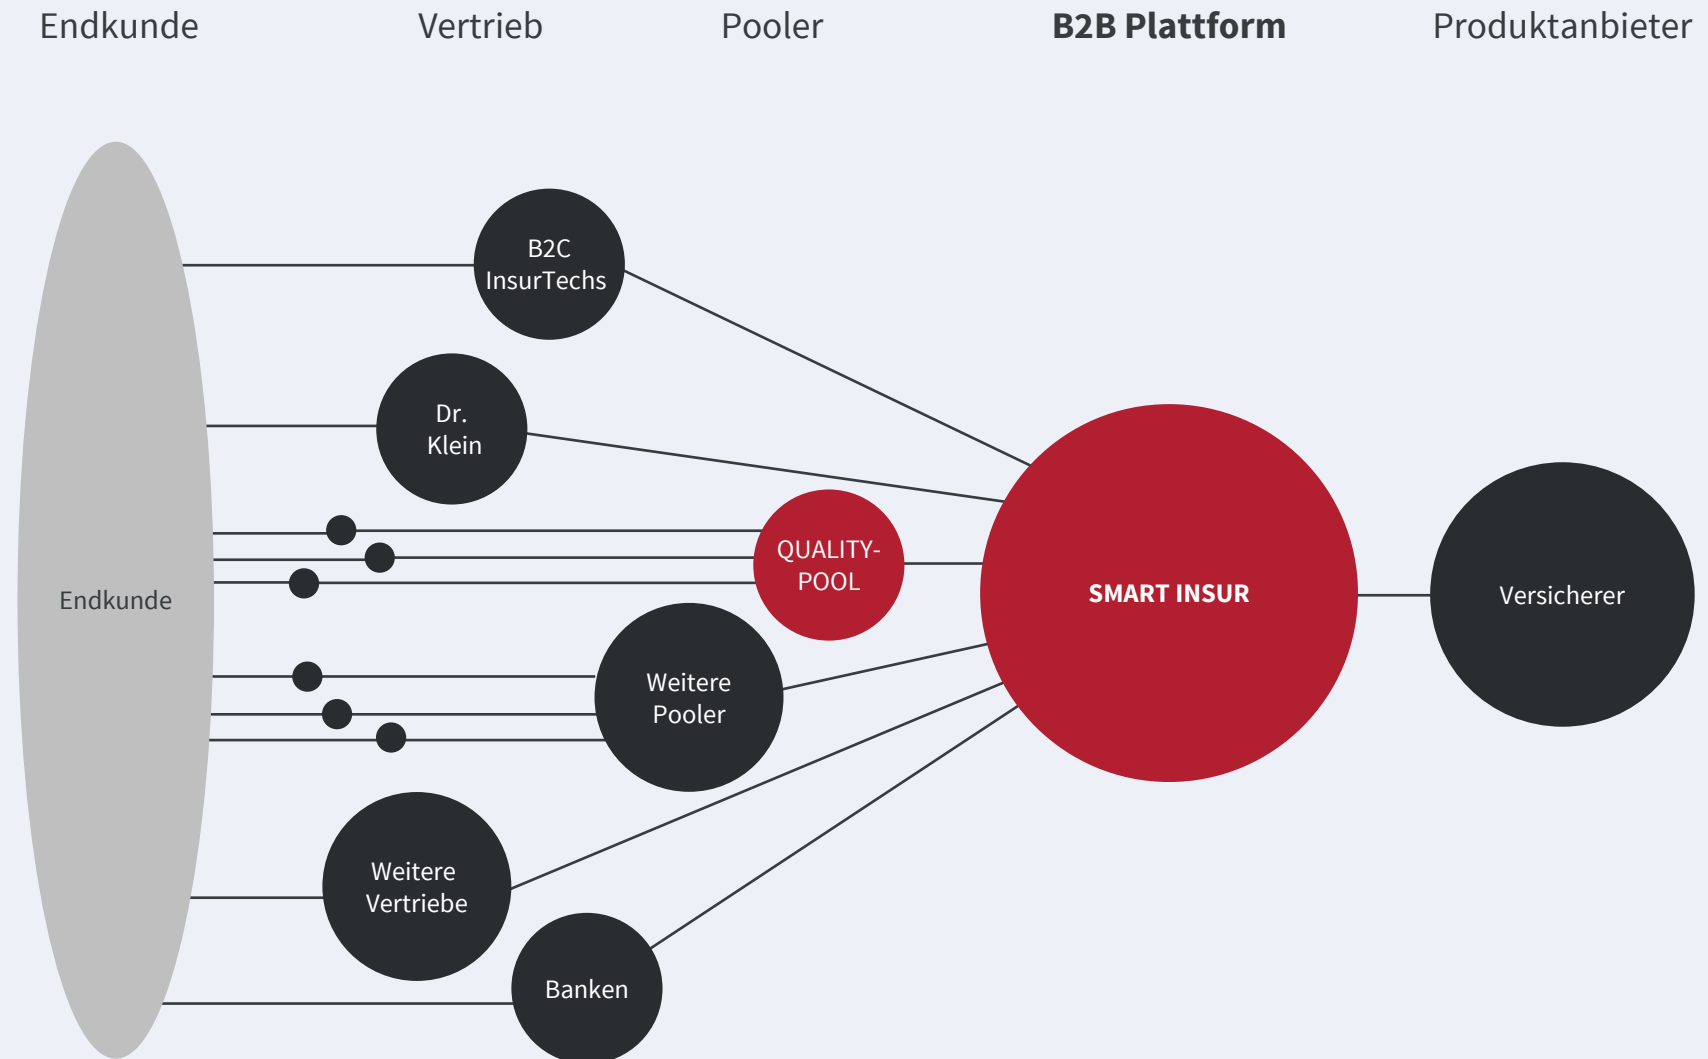 Endkunde
Vertrieb
Pooler
B2B Plattform
Produktanbieter
B2C
InsurTechs
Dr.
Klein
QUALITY-
POOL
Endkunde
SMART INSUR
Versicherer
Weitere
Pooler
Weitere
Vertriebe
Banken